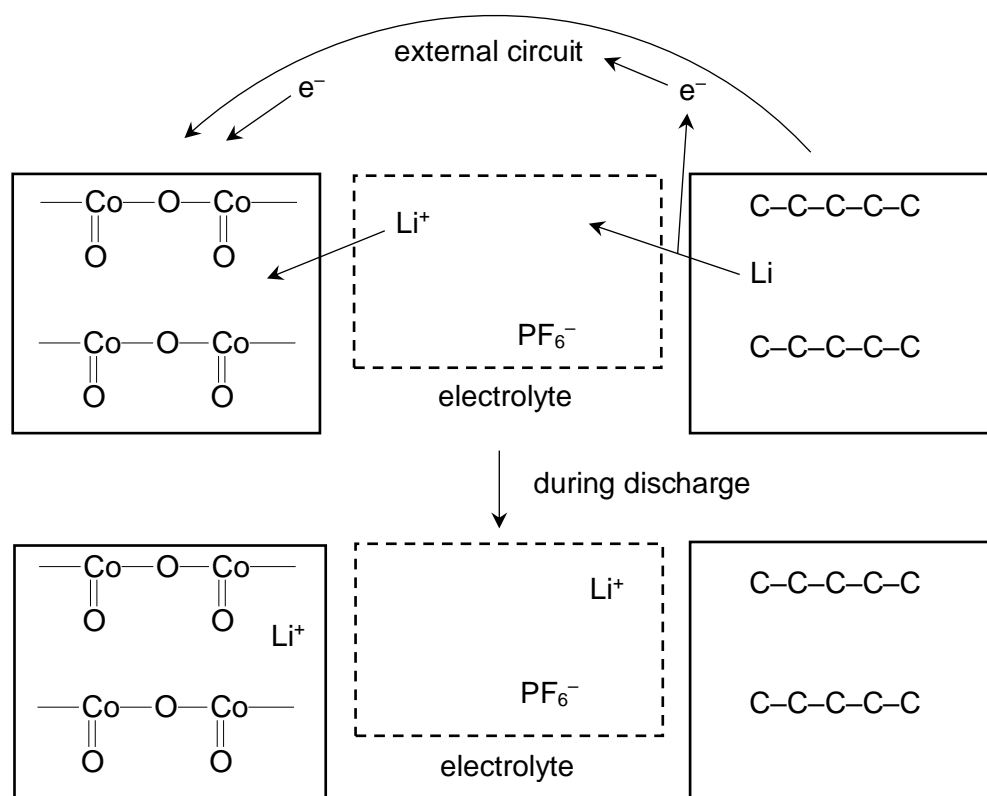 external circuit
e⁻ e⁻
Co O Co C–C–C–C–C
O O
Li⁺ Li
Co O Co C–C–C–C–C
O O
PF₆⁻
electrolyte
during discharge
Co O Co C–C–C–C–C
O O
Li⁺ Li⁺
Co O Co C–C–C–C–C
O O
PF₆⁻
electrolyte